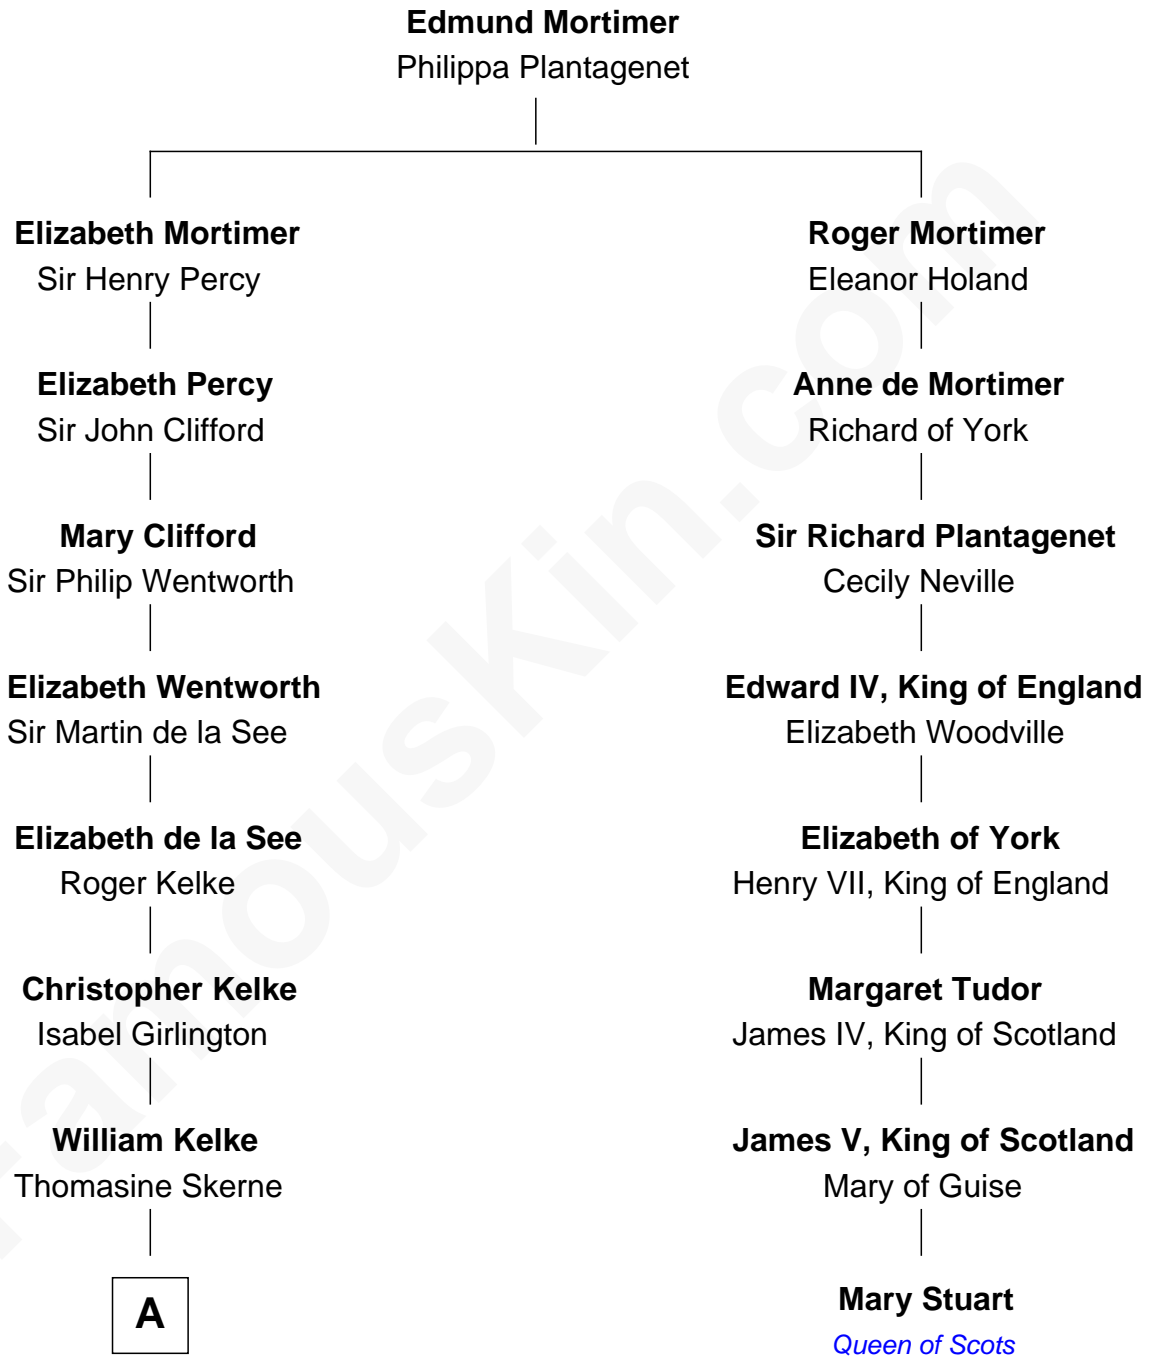 Edmund Mortimer
Philippa Plantagenet
Elizabeth Mortimer
Sir Henry Percy
Roger Mortimer
Eleanor Holand
Elizabeth Percy
Sir John Clifford
Anne de Mortimer
Richard of York
Mary Clifford
Sir Philip Wentworth
Sir Richard Plantagenet
Cecily Neville
Elizabeth Wentworth
Sir Martin de la See
Edward IV, King of England
Elizabeth Woodville
Elizabeth de la See
Roger Kelke
Elizabeth of York
Henry VII, King of England
Christopher Kelke
Isabel Girlington
Margaret Tudor
James IV, King of Scotland
William Kelke
Thomasine Skerne
James V, King of Scotland
Mary of Guise
A
Mary Stuart
Queen of Scots
FamousKin.com